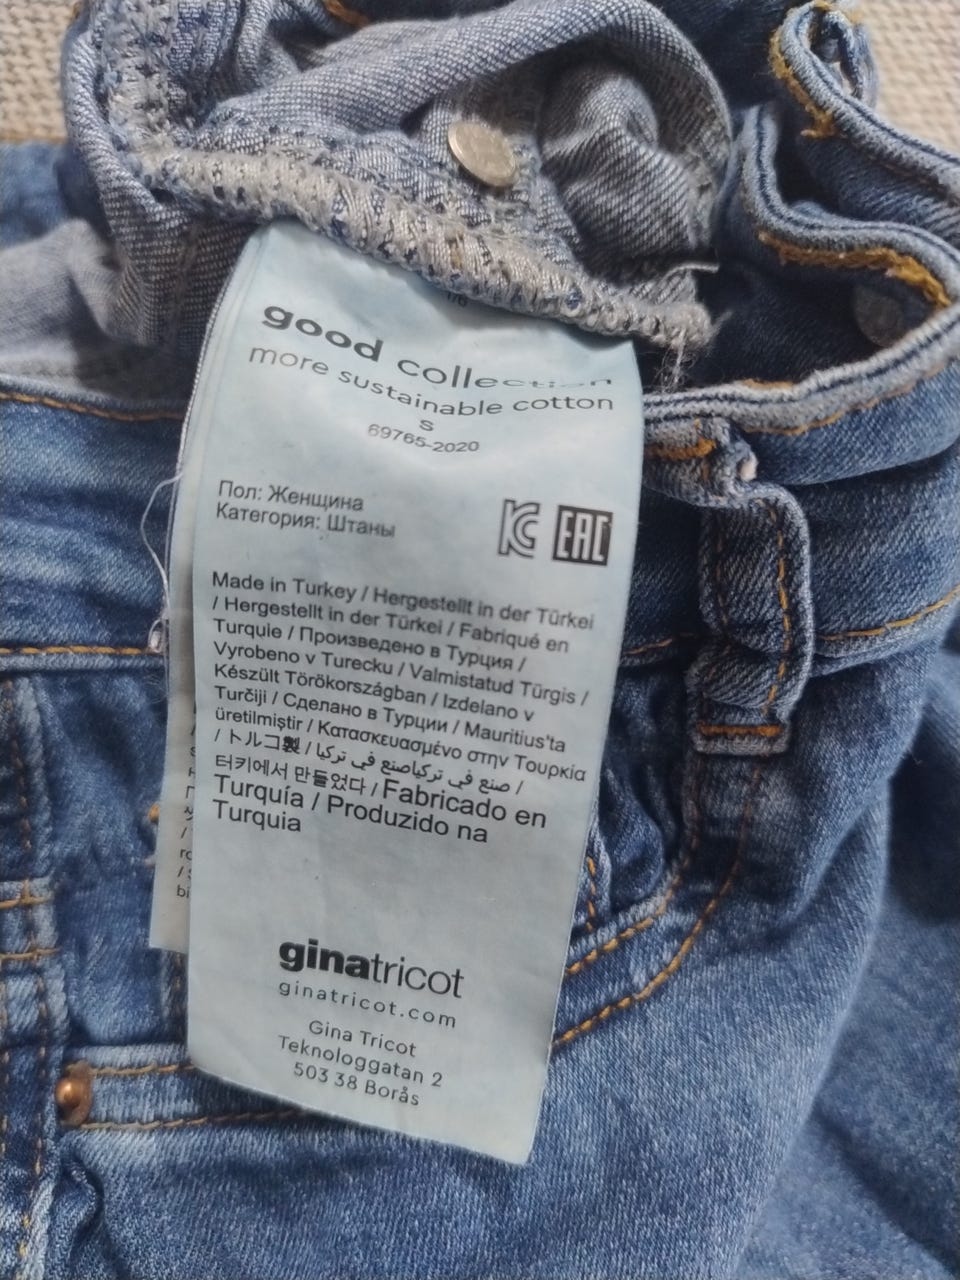 1/6
good collection
more sustainable cotton
S
69765-2020
Пол: Женщина
Категория: Штаны
EAC
Made in Turkey / Hergestellt in der Türkei
/ Hergestellt in der Türkei / Fabriqué en
Turquie / Произведено в Турция /
Vyrobeno v Turecku / Valmistatud Türgis /
Készült Törökországban / Izdelano v
Turčiji / Сделано в Турции / Mauritius'ta
üretilmiştir / Κατασκευασμένο στην Τουρκία
/ トルコ製 / صنع في تركياصنع في تركيا /
터키에서 만들었다 / Fabricado en
Turquía / Produzido na
Turquia
ginatricot
ginatricot.com
Gina Tricot
Teknologgatan 2
503 38 Borås